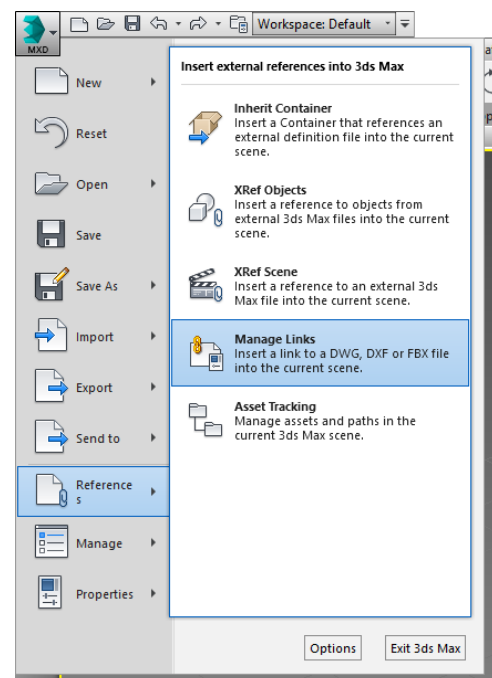 Workspace: Default
MXD
New
Reset
Open
Save
Save As
Import
Export
Send to
Reference
s
Manage
Properties
Insert external references into 3ds Max
Inherit Container
Insert a Container that references an
external definition file into the current
scene.
XRef Objects
Insert a reference to objects from
external 3ds Max files into the current
scene.
XRef Scene
Insert a reference to an external 3ds
Max file into the current scene.
Manage Links
Insert a link to a DWG, DXF or FBX file
into the current scene.
Asset Tracking
Manage assets and paths in the
current 3ds Max scene.
Options
Exit 3ds Max